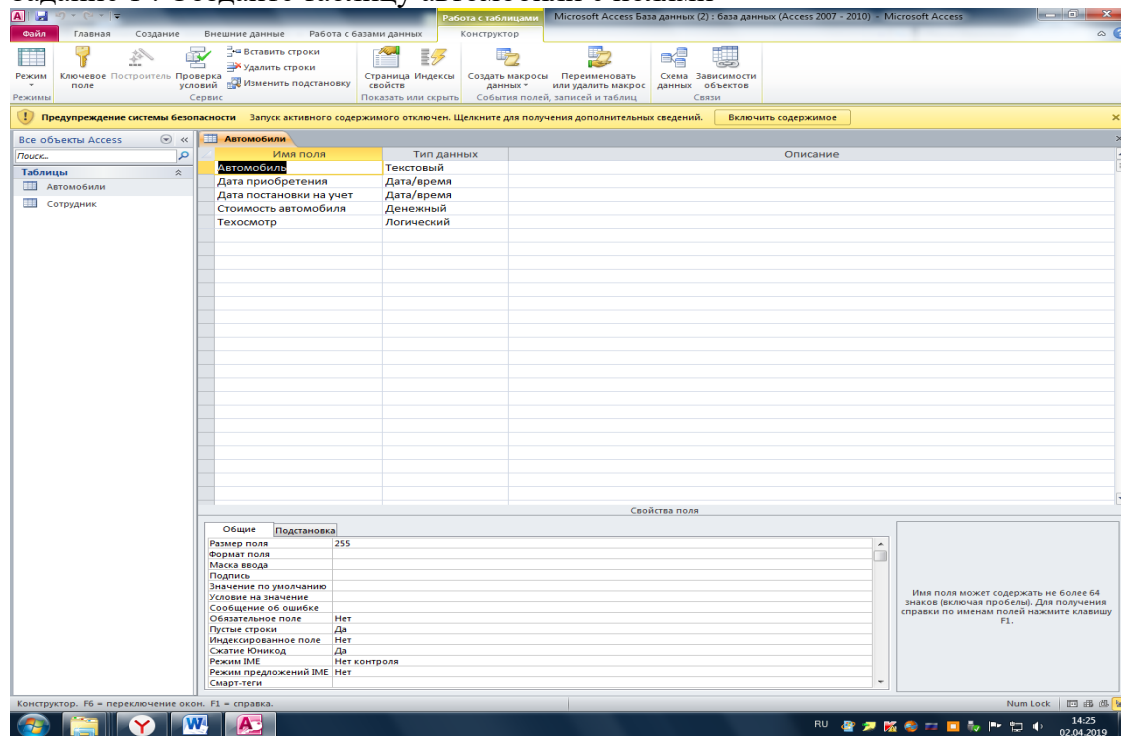 Работа с таблицами
Microsoft Access База данных (2) : база данных (Access 2007 - 2010) - Microsoft Access
Файл Главная Создание Внешние данные Работа с базами данных Конструктор
Режим
Ключевое поле
Построитель
Проверка условий
Вставить строки
Удалить строки
Изменить подстановку
Страница свойств
Индексы
Создать макросы данных
Переименовать или удалить макрос
Схема данных
Зависимости объектов
Режимы Сервис Показать или скрыть События полей, записей и таблиц Связи
Предупреждение системы безопасности Запуск активного содержимого отключен. Щелкните для получения дополнительных сведений. Включить содержимое
Все объекты Access
Поиск...
Таблицы
Автомобили
Сотрудник
Автомобили
Имя поля Тип данных Описание
Автомобиль Текстовый
Дата приобретения Дата/время
Дата постановки на учет Дата/время
Стоимость автомобиля Денежный
Техосмотр Логический
Свойства поля
Общие Подстановка
Размер поля 255
Формат поля
Маска ввода
Подпись
Значение по умолчанию
Условие на значение
Сообщение об ошибке
Обязательное поле Нет
Пустые строки Да
Индексированное поле Нет
Сжатие Юникод Да
Режим IME Нет контроля
Режим предложений IME Нет
Смарт-теги
Имя поля может содержать не более 64
знаков (включая пробелы). Для получения
справки по именам полей нажмите клавишу
F1.
Конструктор. F6 = переключение окон. F1 = справка. Num Lock
RU 14:25
02.04.2019